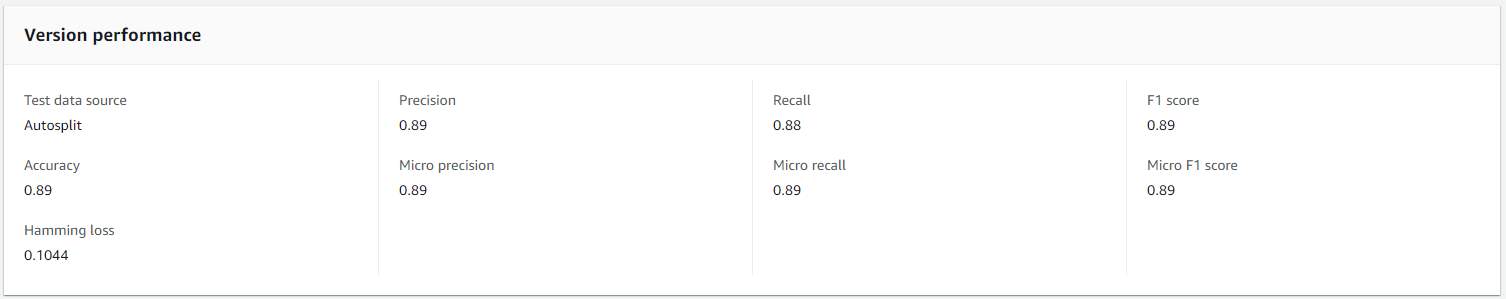 Version performance
Test data source
Autosplit
Precision
0.89
Recall
0.88
F1 score
0.89
Accuracy
0.89
Micro precision
0.89
Micro recall
0.89
Micro F1 score
0.89
Hamming loss
0.1044